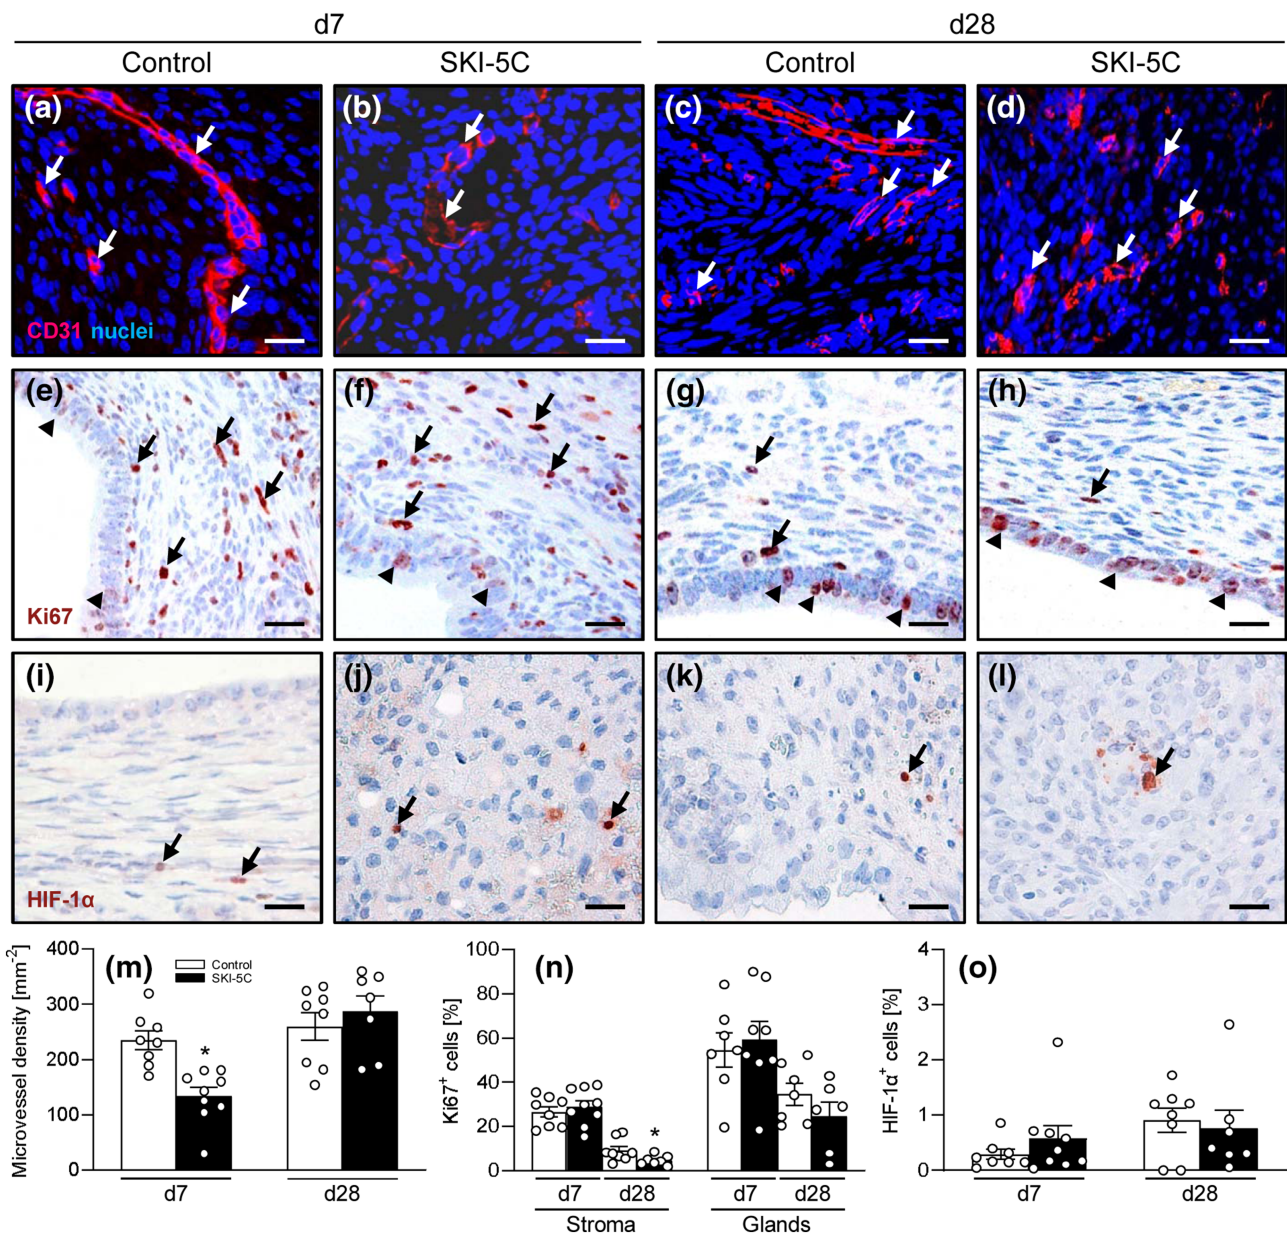 d7 d28
Control SKI-5C Control SKI-5C
(a) (b) (c) (d)
CD31 nuclei
(e) (f) (g) (h)
Ki67
(i) (j) (k) (l)
HIF-1α
(m) (n) (o)
Microvessel density [mm-2]
400
300
200
100
0
Control
SKI-5C
*
d7 d28
Ki67+ cells [%]
100
80
60
40
20
0
*
d7 d28 d7 d28
Stroma Glands
HIF-1α+ cells [%]
4
3
2
1
0
d7 d28